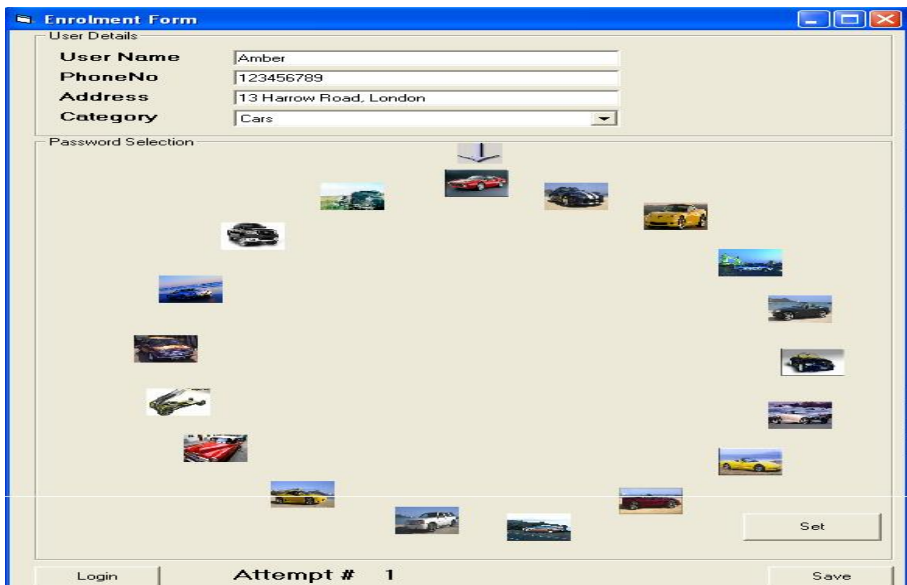 Enrolment Form
User Details
User Name Amber
PhoneNo 123456789
Address 13 Harrow Road, London
Category Cars
Password Selection
Set
Login Attempt # 1 Save